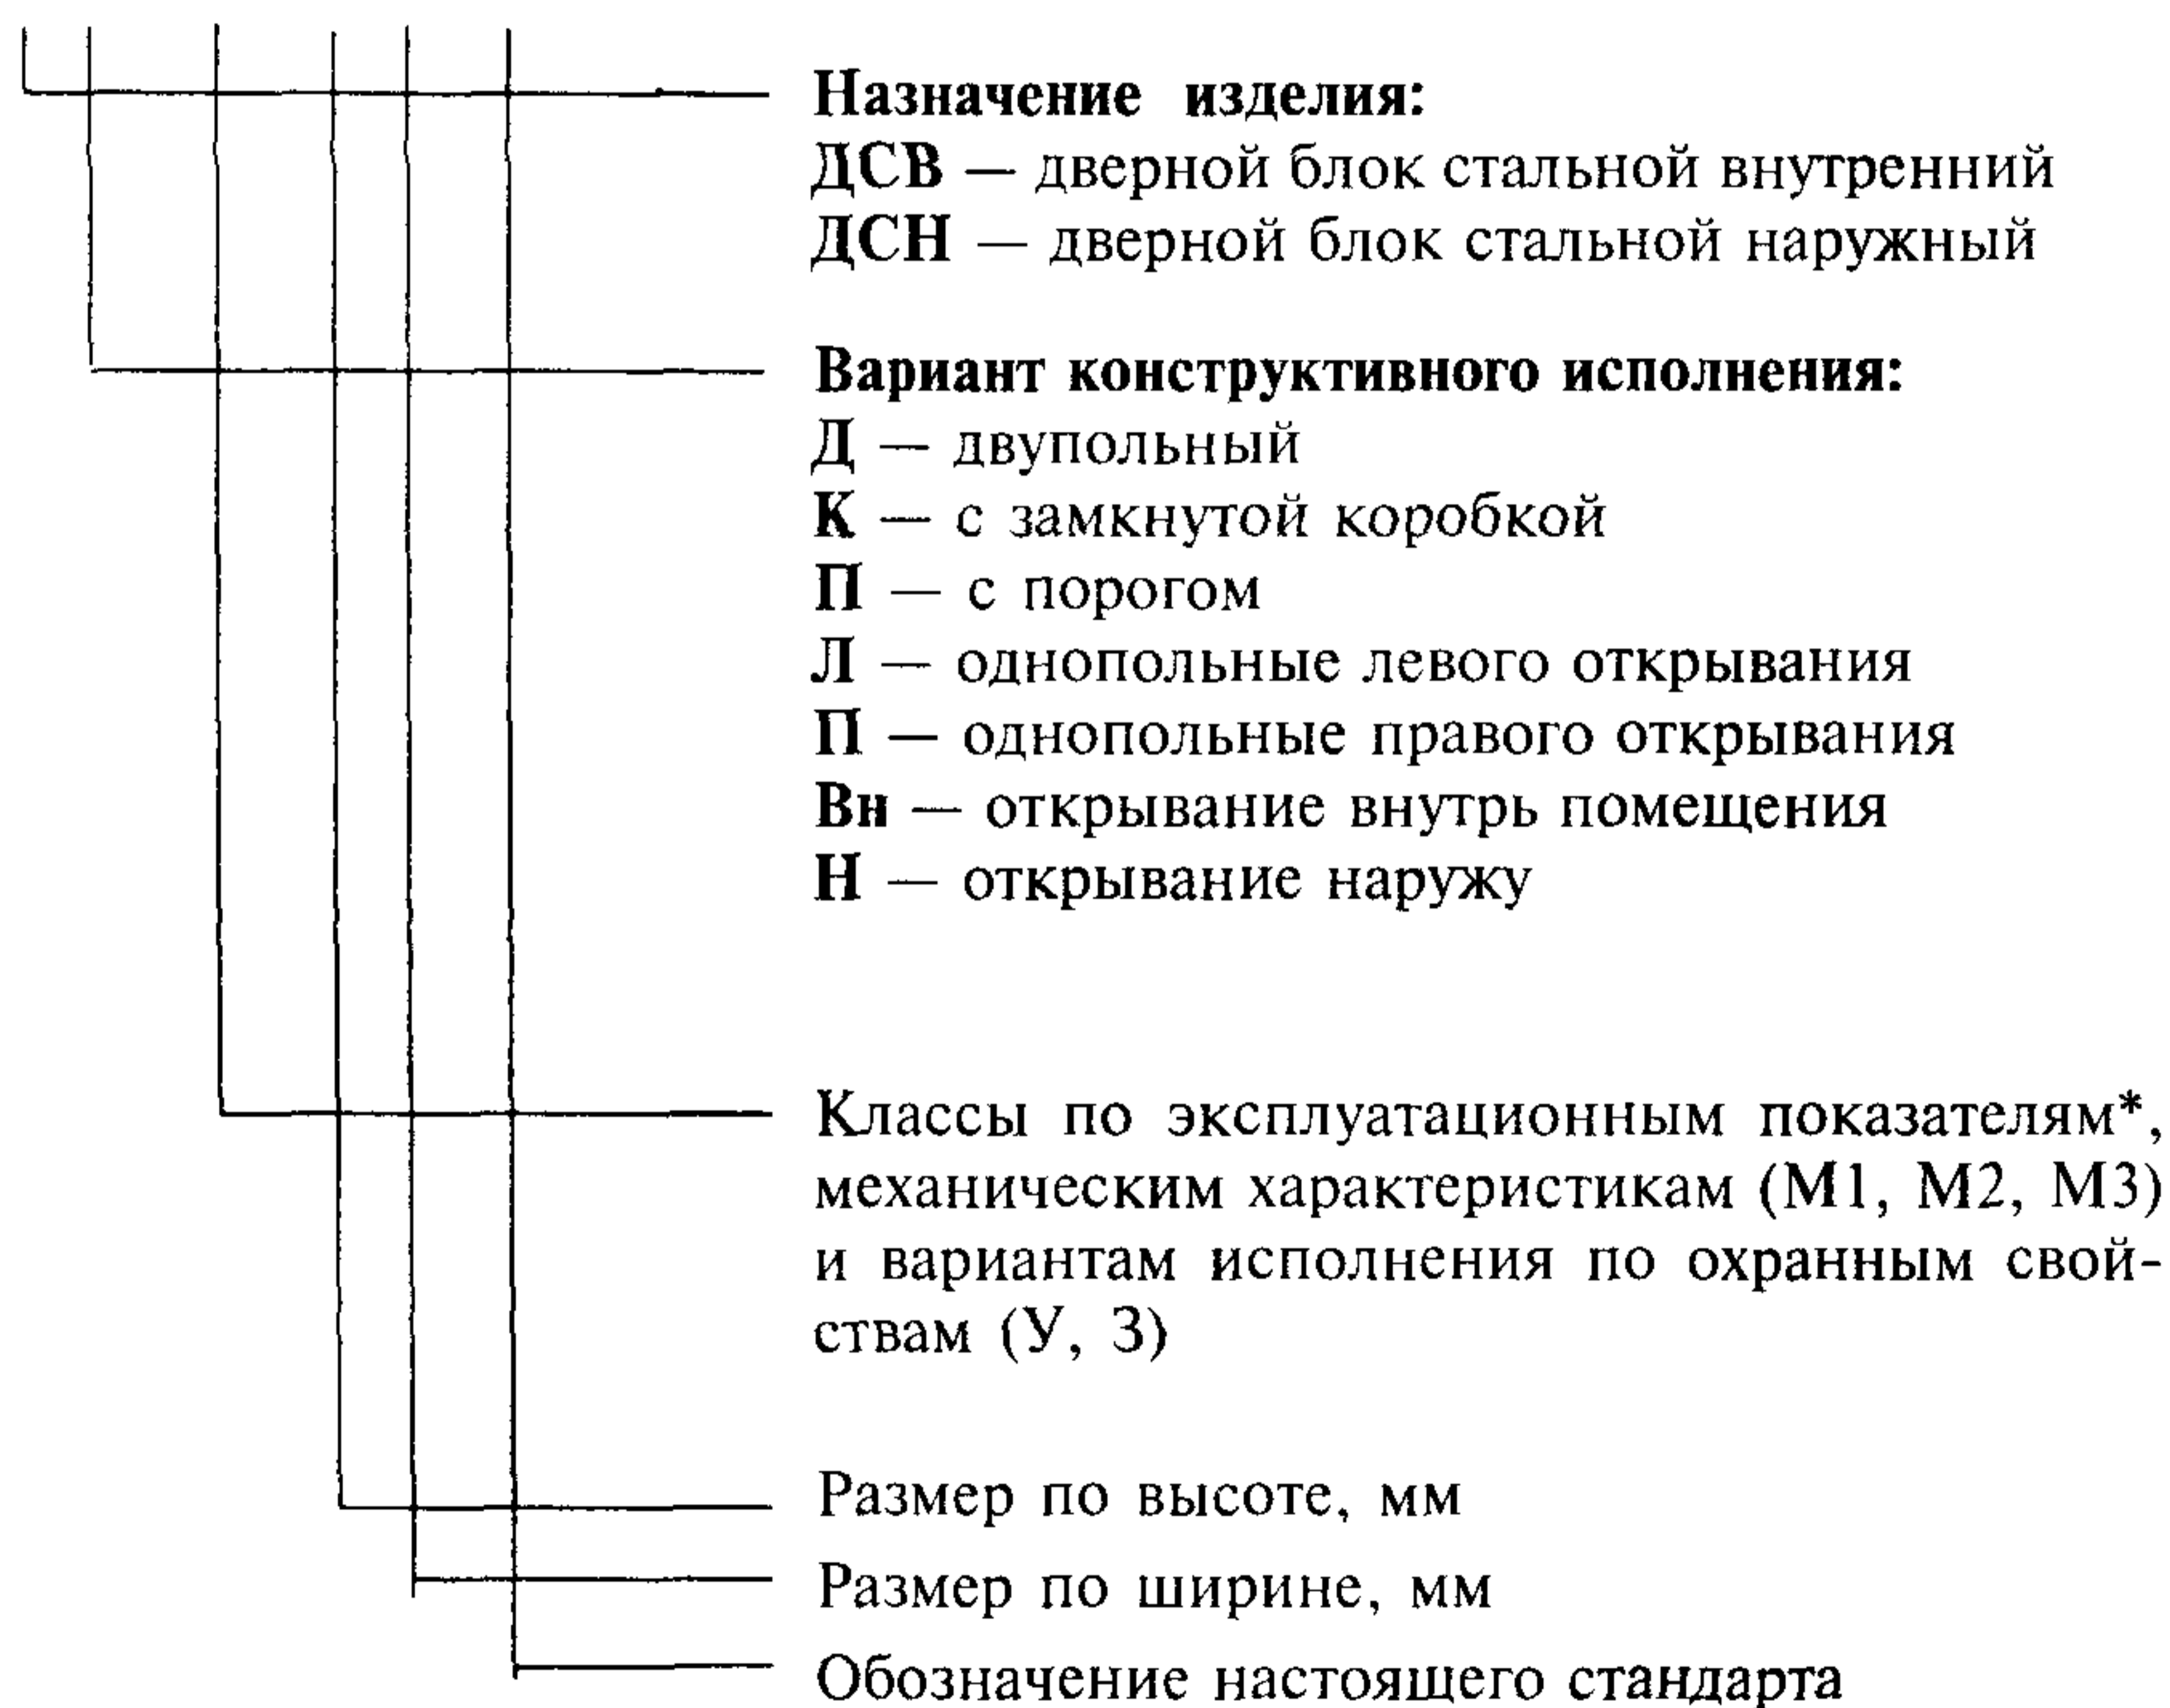 Назначение изделия:
ДСВ — дверной блок стальной внутренний
ДСН — дверной блок стальной наружный
Вариант конструктивного исполнения:
Д — двупольный
К — с замкнутой коробкой
П — с порогом
Л — однопольные левого открывания
П — однопольные правого открывания
Вн — открывание внутрь помещения
Н — открывание наружу
Классы по эксплуатационным показателям*,
механическим характеристикам (М1, М2, М3)
и вариантам исполнения по охранным свой-
ствам (У, З)
Размер по высоте, мм
Размер по ширине, мм
Обозначение настоящего стандарта